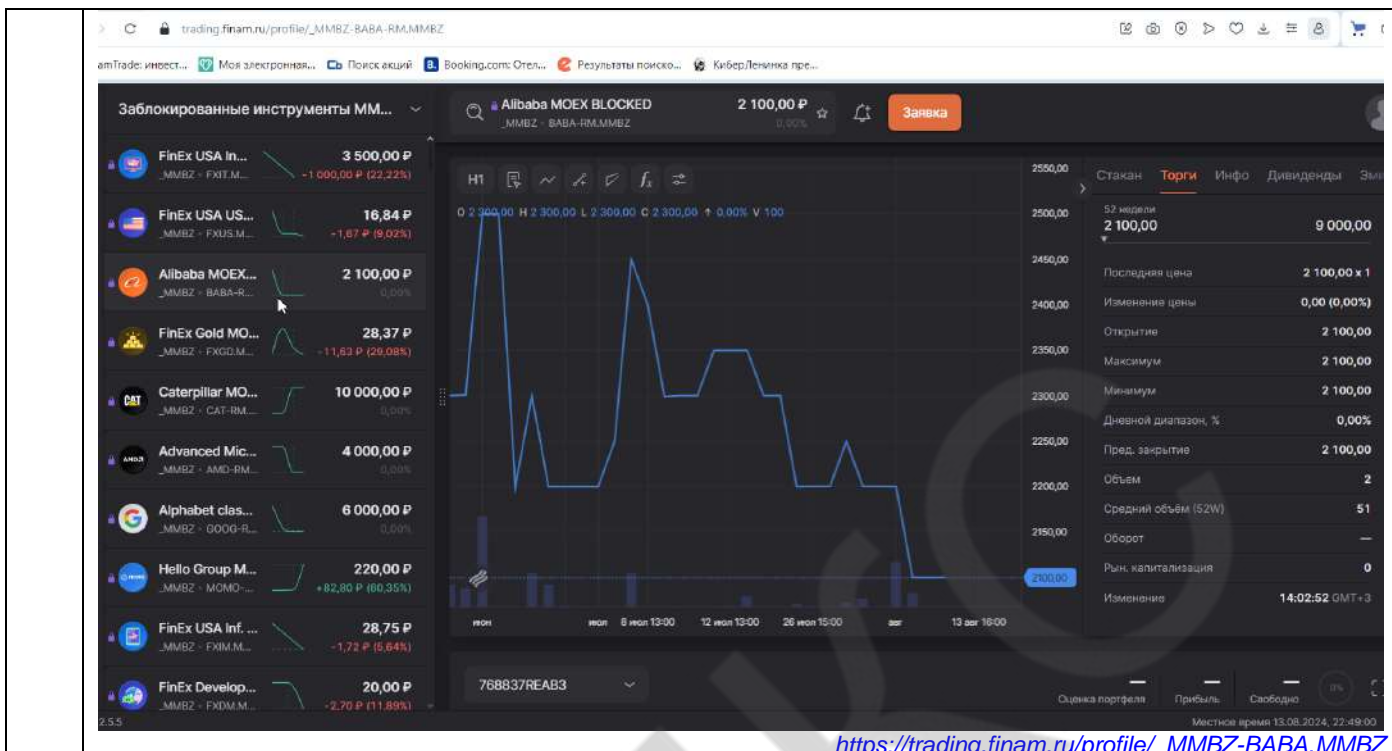 trading.finam.ru/profile/_MMBZ-BABA-RM.MMBZ
amTrade: инвест... Моя электронная... Поиск акций Booking.com: Отел... Результаты поиско... КиберЛенинка пре...
Заблокированные инструменты MM...
Alibaba MOEX BLOCKED 2 100,00 ₽
_MMBZ · BABA-RM.MMBZ 0,00%
Заявка
FinEx USA In... 3 500,00 ₽
_MMBZ · FXIT.M... -1 000,00 ₽ (22,22%)
FinEx USA US... 16,84 ₽
_MMBZ · FXUS.M... -1,67 ₽ (9,02%)
Alibaba MOEX... 2 100,00 ₽
_MMBZ · BABA-R... 0,00%
FinEx Gold MO... 28,37 ₽
_MMBZ · FXGD.M... -11,63 ₽ (29,08%)
CAT
Caterpillar MO... 10 000,00 ₽
_MMBZ · CAT-RM.... 0,00%
AMD
Advanced Mic... 4 000,00 ₽
_MMBZ · AMD-RM... 0,00%
Alphabet clas... 6 000,00 ₽
_MMBZ · GOOG-R... 0,00%
Hello Group M... 220,00 ₽
_MMBZ · MOMO-... +82,80 ₽ (60,35%)
FinEx USA Inf. ... 28,75 ₽
_MMBZ · FXIM.M... -1,72 ₽ (5,64%)
FinEx Develop... 20,00 ₽
_MMBZ · FXDM.M... -2,70 ₽ (11,89%)
2.5.5
H1
O 2 300,00 H 2 300,00 L 2 300,00 C 2 300,00 ↑ 0,00% V 100
2550,00
2500,00
2450,00
2400,00
2350,00
2300,00
2250,00
2200,00
2150,00
2100,00
июн июл 8 июл 13:00 12 июл 13:00 26 июл 15:00 авг 13 авг 16:00
Стакан Торги Инфо Дивиденды Эми
52 недели
2 100,00 9 000,00
Последняя цена 2 100,00 x 1
Изменение цены 0,00 (0,00%)
Открытие 2 100,00
Максимум 2 100,00
Минимум 2 100,00
Дневной диапазон, % 0,00%
Пред. закрытие 2 100,00
Объем 2
Средний объём (52W) 51
Оборот —
Рын. капитализация 0
Изменение 14:02:52 GMT+3
768837REAB3
Оценка портфеля Прибыль Свободно 0%
Местное время 13.08.2024, 22:49:00
https://trading.finam.ru/profile/_MMBZ-BABA.MMBZ